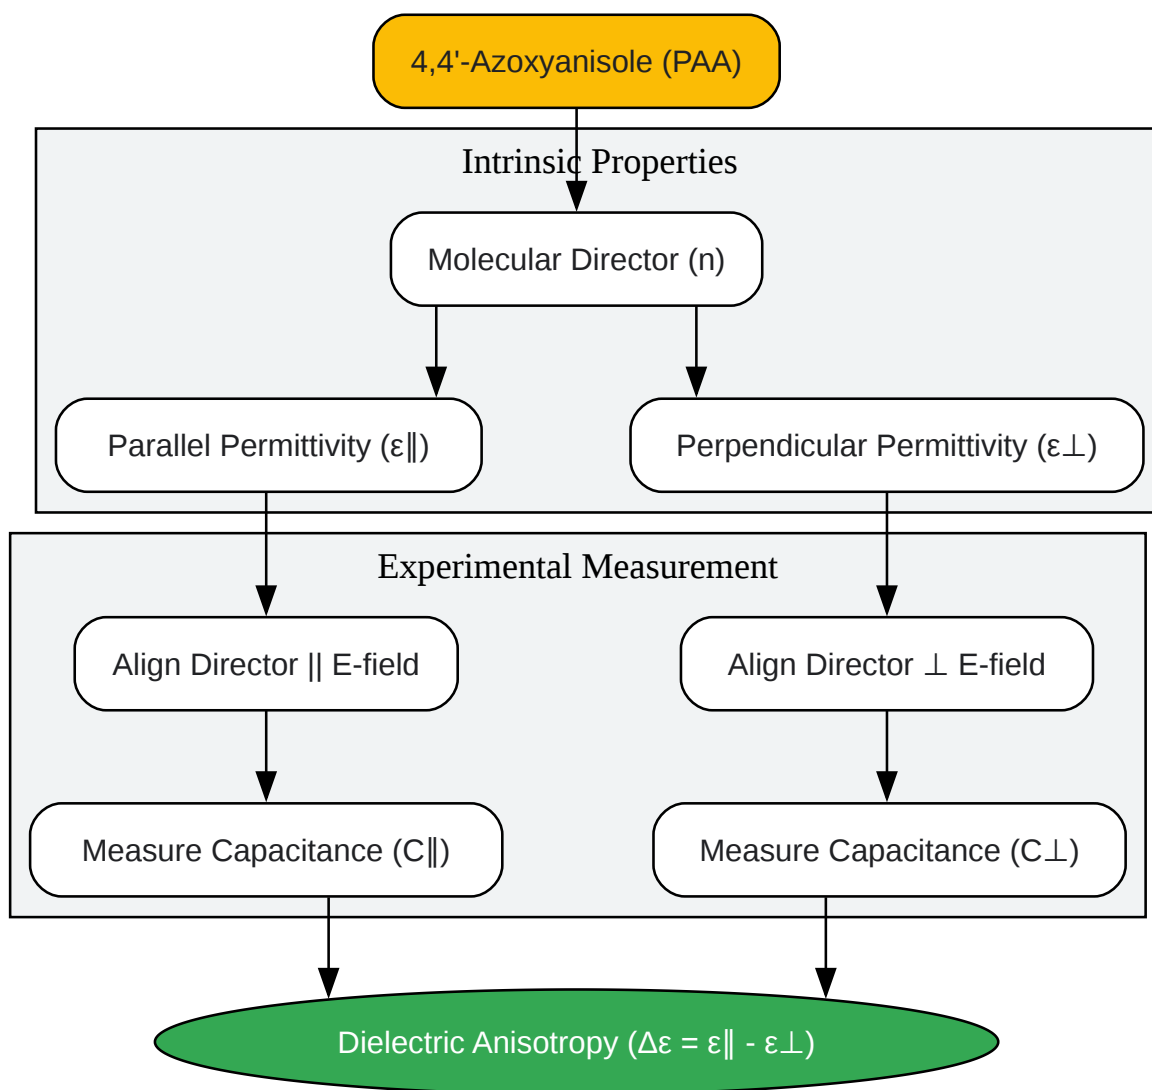 4,4'-Azoxyanisole (PAA)
Intrinsic Properties
Molecular Director (n)
Parallel Permittivity (ε∥)
Perpendicular Permittivity (ε⊥)
Experimental Measurement
Align Director || E-field
Align Director ⊥ E-field
Measure Capacitance (C∥)
Measure Capacitance (C⊥)
Dielectric Anisotropy (Δε = ε∥ - ε⊥)